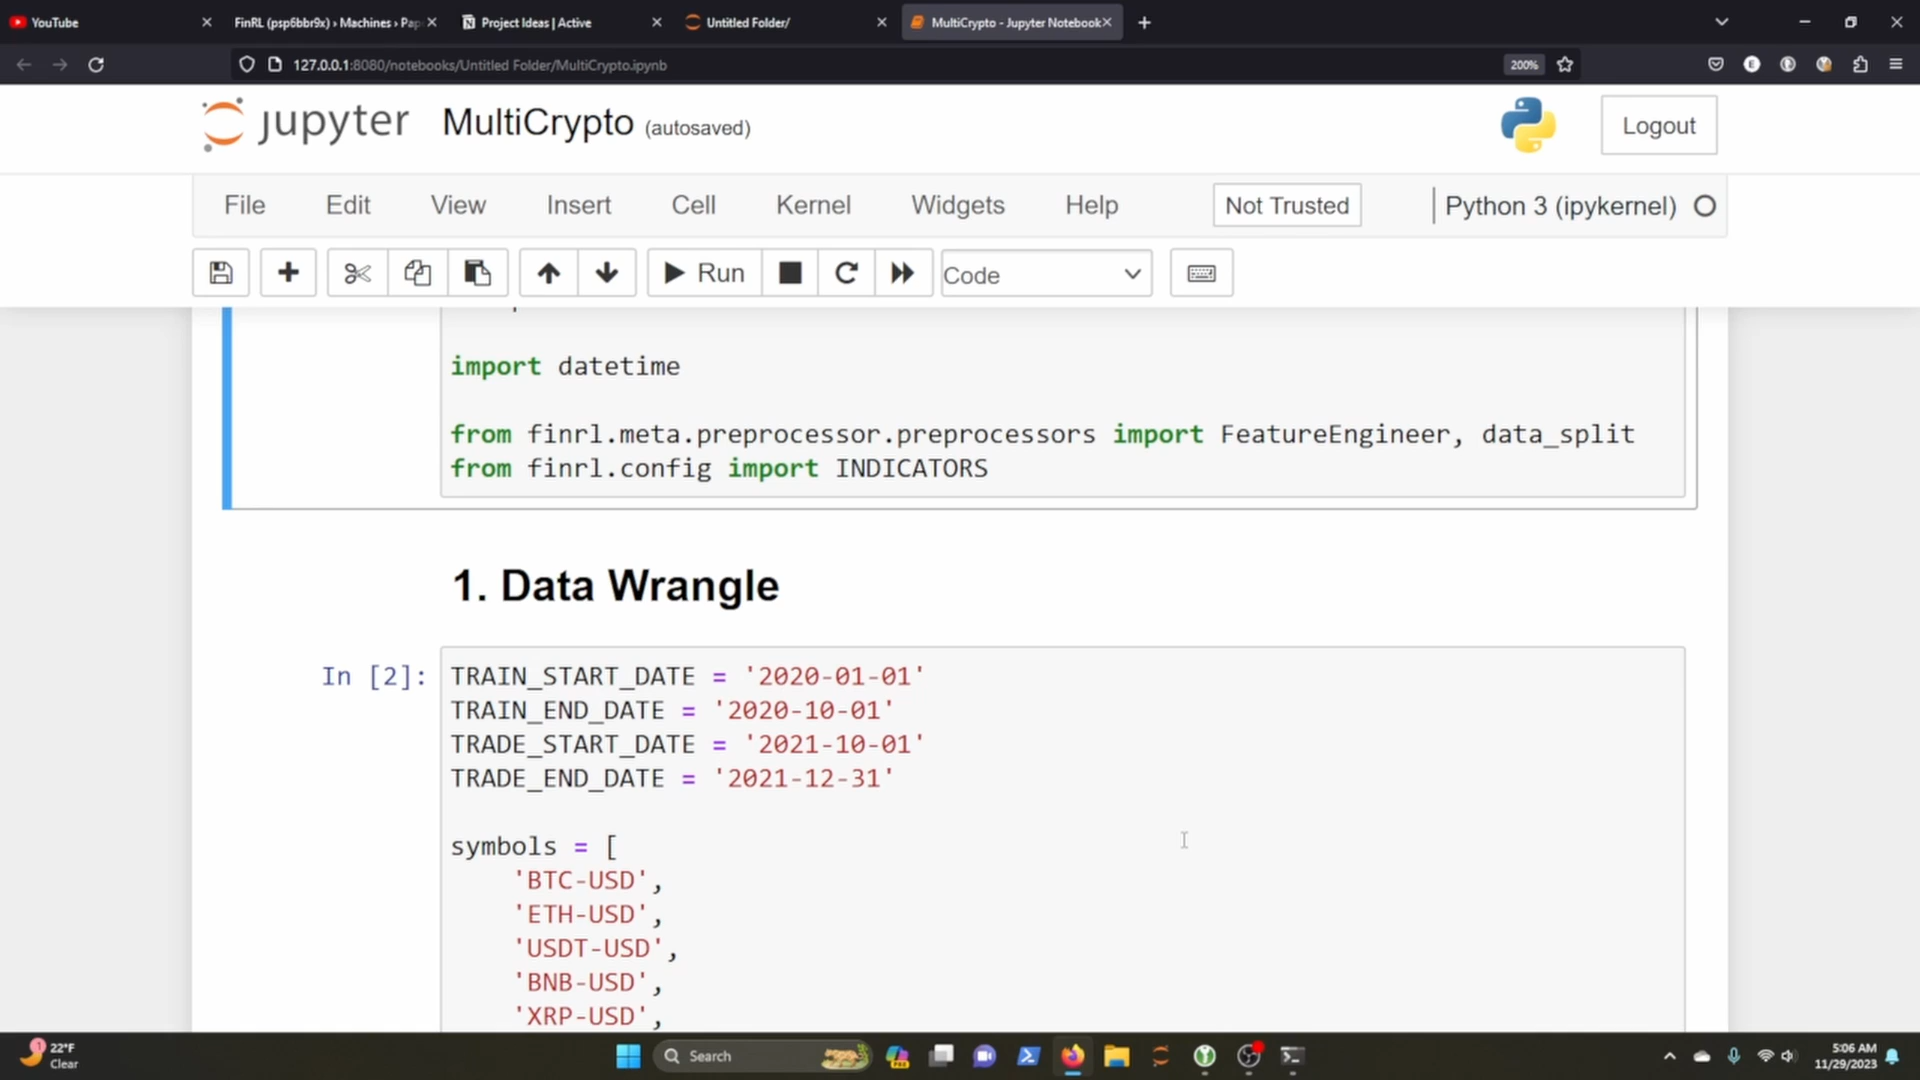 YouTube
FinRL (psp6bbr9x) › Machines › Pap
Project Ideas | Active
Untitled Folder/
MultiCrypto - Jupyter Notebook
127.0.0.1:8080/notebooks/Untitled Folder/MultiCrypto.ipynb
200%
jupyter MultiCrypto (autosaved)
Logout
File Edit View Insert Cell Kernel Widgets Help
Not Trusted
Python 3 (ipykernel)
Run
Code
import datetime
from finrl.meta.preprocessor.preprocessors import FeatureEngineer, data_split
from finrl.config import INDICATORS
1. Data Wrangle
In [2]:
TRAIN_START_DATE = '2020-01-01'
TRAIN_END_DATE = '2020-10-01'
TRADE_START_DATE = '2021-10-01'
TRADE_END_DATE = '2021-12-31'
symbols = [
'BTC-USD',
'ETH-USD',
'USDT-USD',
'BNB-USD',
'XRP-USD',
1
22°F
Clear
Search
5:06 AM
11/29/2023